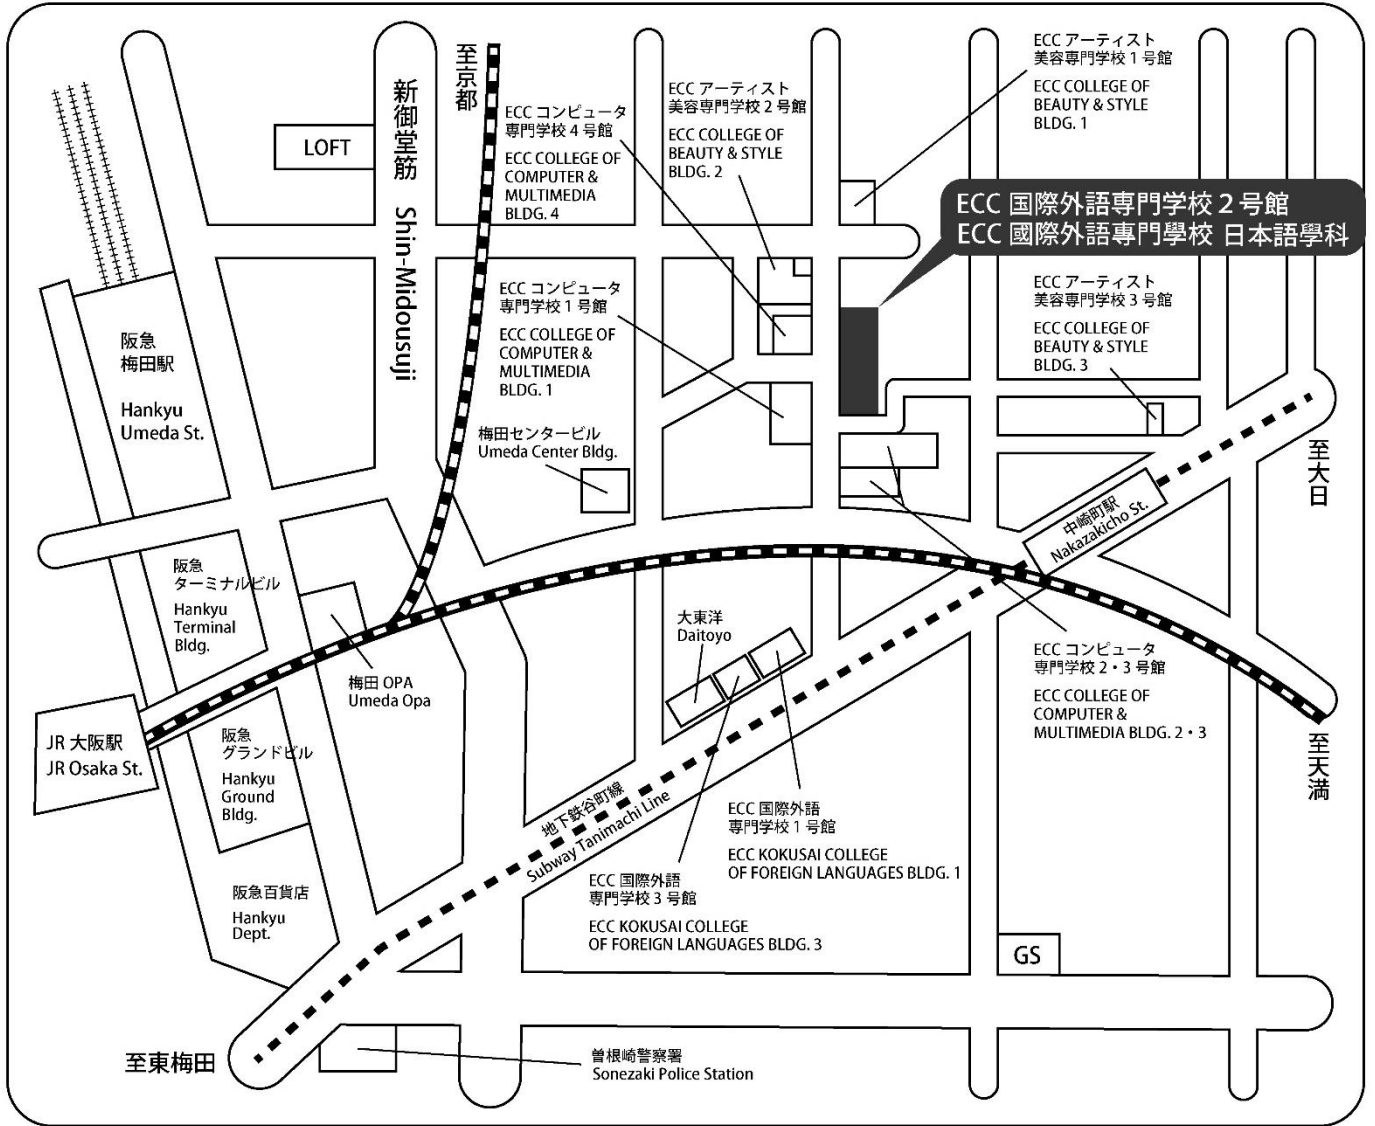 至京都
新御堂筋 Shin-Midousuji
LOFT
ECC コンピュータ
専門学校 4 号館
ECC COLLEGE OF
COMPUTER &
MULTIMEDIA
BLDG. 4
ECC アーティスト
美容専門学校 2 号館
ECC COLLEGE OF
BEAUTY & STYLE
BLDG. 2
ECC アーティスト
美容専門学校 1 号館
ECC COLLEGE OF
BEAUTY & STYLE
BLDG. 1
ECC 国際外語専門学校 2 号館
ECC 國際外語專門學校 日本語學科
ECC コンピュータ
専門学校 1 号館
ECC COLLEGE OF
COMPUTER &
MULTIMEDIA
BLDG. 1
ECC アーティスト
美容専門学校 3 号館
ECC COLLEGE OF
BEAUTY & STYLE
BLDG. 3
阪急
梅田駅
Hankyu
Umeda St.
梅田センタービル
Umeda Center Bldg.
至大日
中崎町駅
Nakazakicho St.
阪急
ターミナルビル
Hankyu
Terminal
Bldg.
大東洋
Daitoyo
梅田 OPA
Umeda Opa
ECC コンピュータ
専門学校 2・3 号館
ECC COLLEGE OF
COMPUTER &
MULTIMEDIA BLDG. 2・3
JR 大阪駅
JR Osaka St.
阪急
グランドビル
Hankyu
Ground
Bldg.
至天満
地下鉄谷町線
Subway Tanimachi Line
ECC 国際外語
専門学校 1 号館
ECC KOKUSAI COLLEGE
OF FOREIGN LANGUAGES BLDG. 1
ECC 国際外語
専門学校 3 号館
ECC KOKUSAI COLLEGE
OF FOREIGN LANGUAGES BLDG. 3
阪急百貨店
Hankyu
Dept.
GS
至東梅田
曽根崎警察署
Sonezaki Police Station